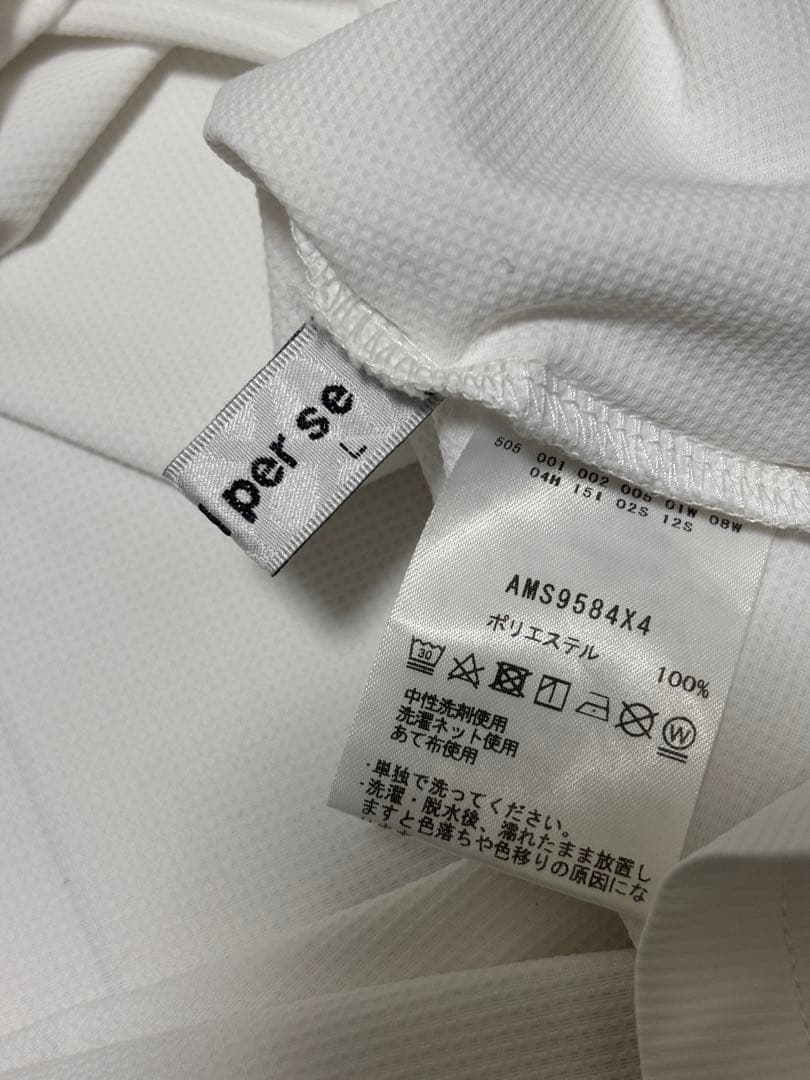 per se
L
505 001 002 005 01W 08W
04H 15I 02S 12S
AMS9584X4
ポリエステル 100%
30
W
中性洗剤使用
洗濯ネット使用
あて布使用
・単独で洗ってください。
・洗濯・脱水後、濡れたまま放置し
ますと色落ちや色移りの原因にな